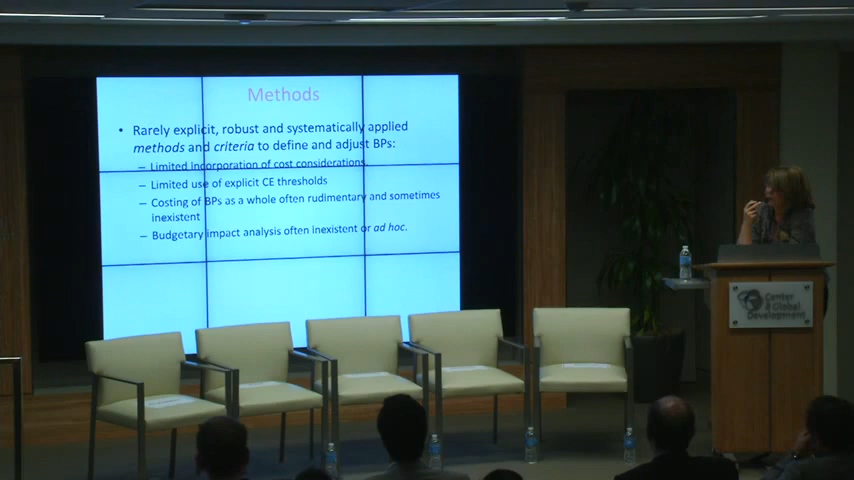 Methods
• Rarely explicit, robust and systematically applied
methods and criteria to define and adjust BPs:
– Limited incorporation of cost considerations.
– Limited use of explicit CE thresholds
– Costing of BPs as a whole often rudimentary and sometimes
inexistent
– Budgetary impact analysis often Inexistent or ad hoc.
Center
Global
Development